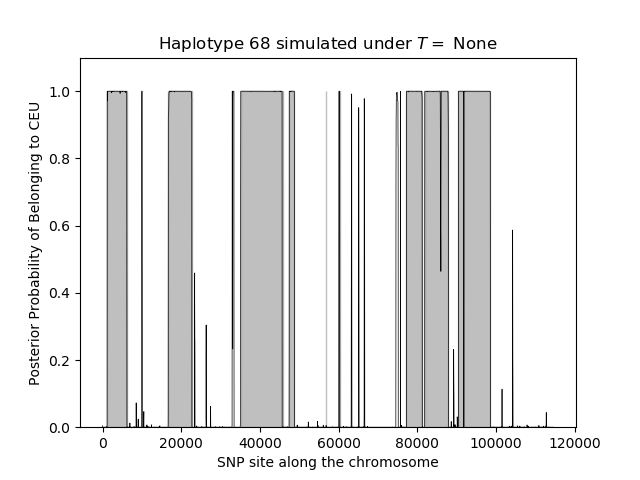 Haplotype 68 simulated under T = None
Posterior Probability of Belonging to CEU
1.0
0.8
0.6
0.4
0.2
0.0
0 20000 40000 60000 80000 100000 120000
SNP site along the chromosome